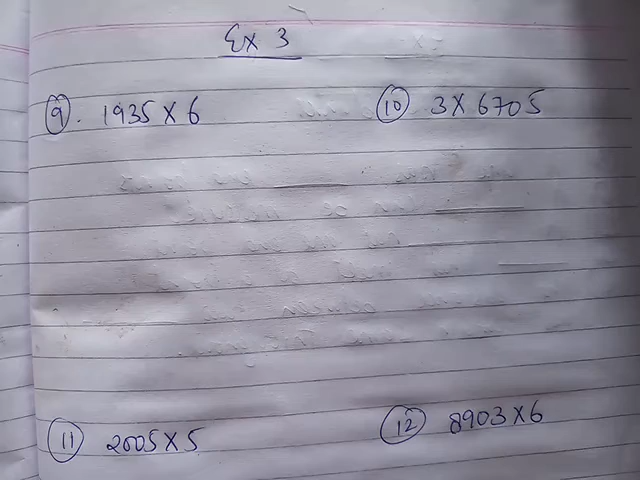 Ex 3
9. 1935 X 6
10 3 X 6705
11 2005 X 5
12 8903 X 6